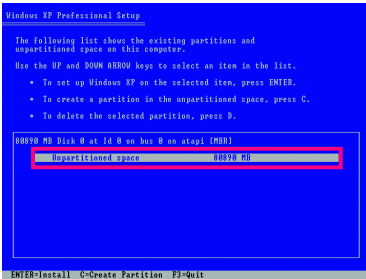 Windows XP Professional Setup
The following list shows the existing partitions and
unpartitioned space on this computer.
Use the UP and DOWN ARROW keys to select an item in the list.
• To set up Windows XP on the selected item, press ENTER.
• To create a partition in the unpartitioned space, press C.
• To delete the selected partition, press D.
80890 MB Disk 0 at Id 0 on bus 0 on atapi [MBR]
Unpartitioned space 80890 MB
ENTER=Install C=Create Partition F3=Quit